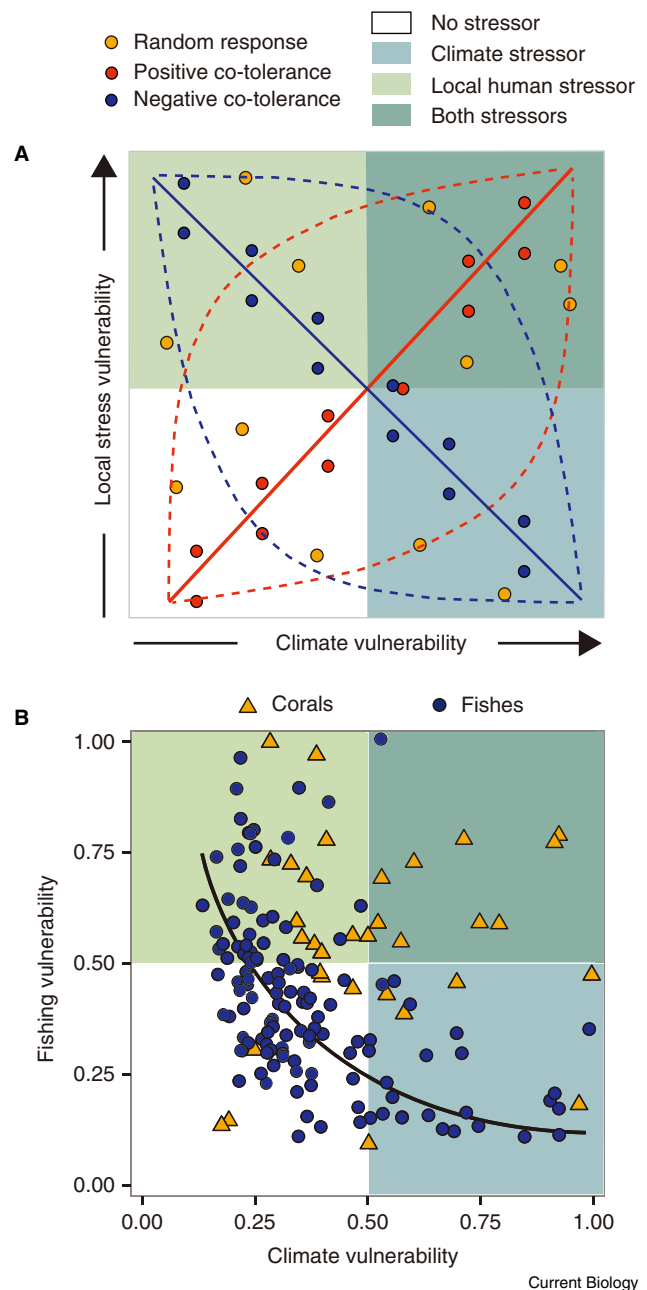 Random response
Positive co-tolerance
Negative co-tolerance
No stressor
Climate stressor
Local human stressor
Both stressors
A
Local stress vulnerability
Climate vulnerability
B
Corals
Fishes
Fishing vulnerability
1.00
0.75
0.50
0.25
0.00
0.00 0.25 0.50 0.75 1.00
Climate vulnerability
Current Biology